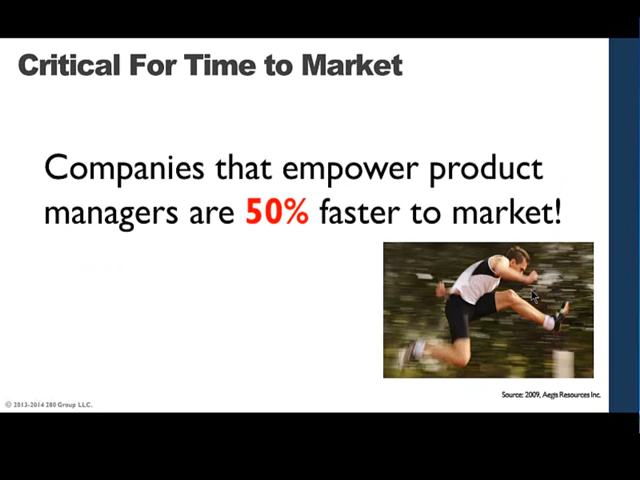 Critical For Time to Market
Companies that empower product
managers are 50% faster to market!
Source: 2009, Aegis Resources Inc.
© 2013-2014 280 Group LLC.